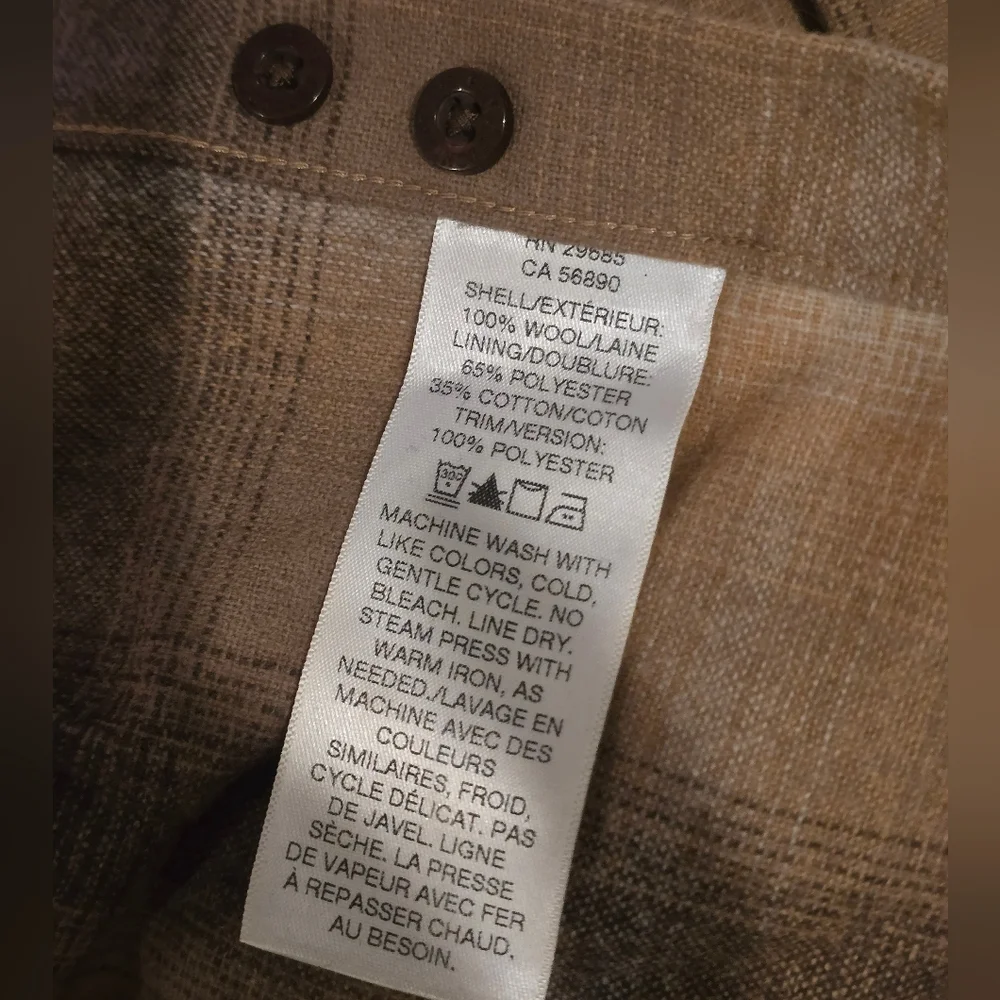 RN 29685
CA 56890
SHELL/EXTÉRIEUR:
100% WOOL/LAINE
LINING/DOUBLURE:
65% POLYESTER
35% COTTON/COTON
TRIM/VERSION:
100% POLYESTER
30C
MACHINE WASH WITH
LIKE COLORS, COLD,
GENTLE CYCLE. NO
BLEACH. LINE DRY.
STEAM PRESS WITH
WARM IRON, AS
NEEDED./LAVAGE EN
MACHINE AVEC DES
COULEURS
SIMILAIRES, FROID,
CYCLE DÉLICAT. PAS
DE JAVEL. LIGNE
SÈCHE. LA PRESSE
DE VAPEUR AVEC FER
À REPASSER CHAUD,
AU BESOIN.